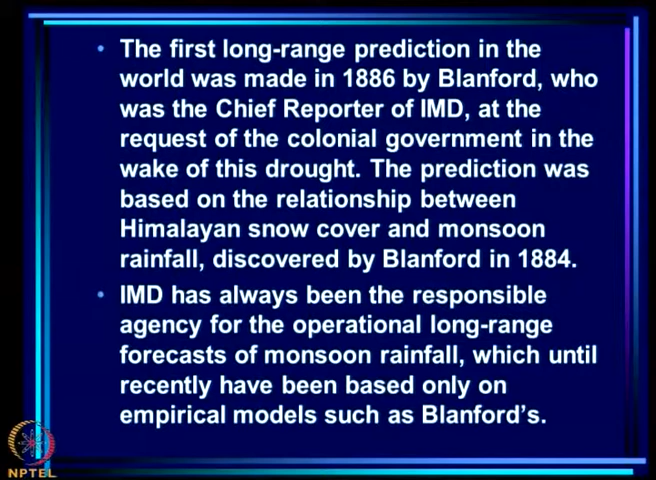 • The first long-range prediction in the
world was made in 1886 by Blanford, who
was the Chief Reporter of IMD, at the
request of the colonial government in the
wake of this drought. The prediction was
based on the relationship between
Himalayan snow cover and monsoon
rainfall, discovered by Blanford in 1884.
• IMD has always been the responsible
agency for the operational long-range
forecasts of monsoon rainfall, which until
recently have been based only on
empirical models such as Blanford's.
NPTEL